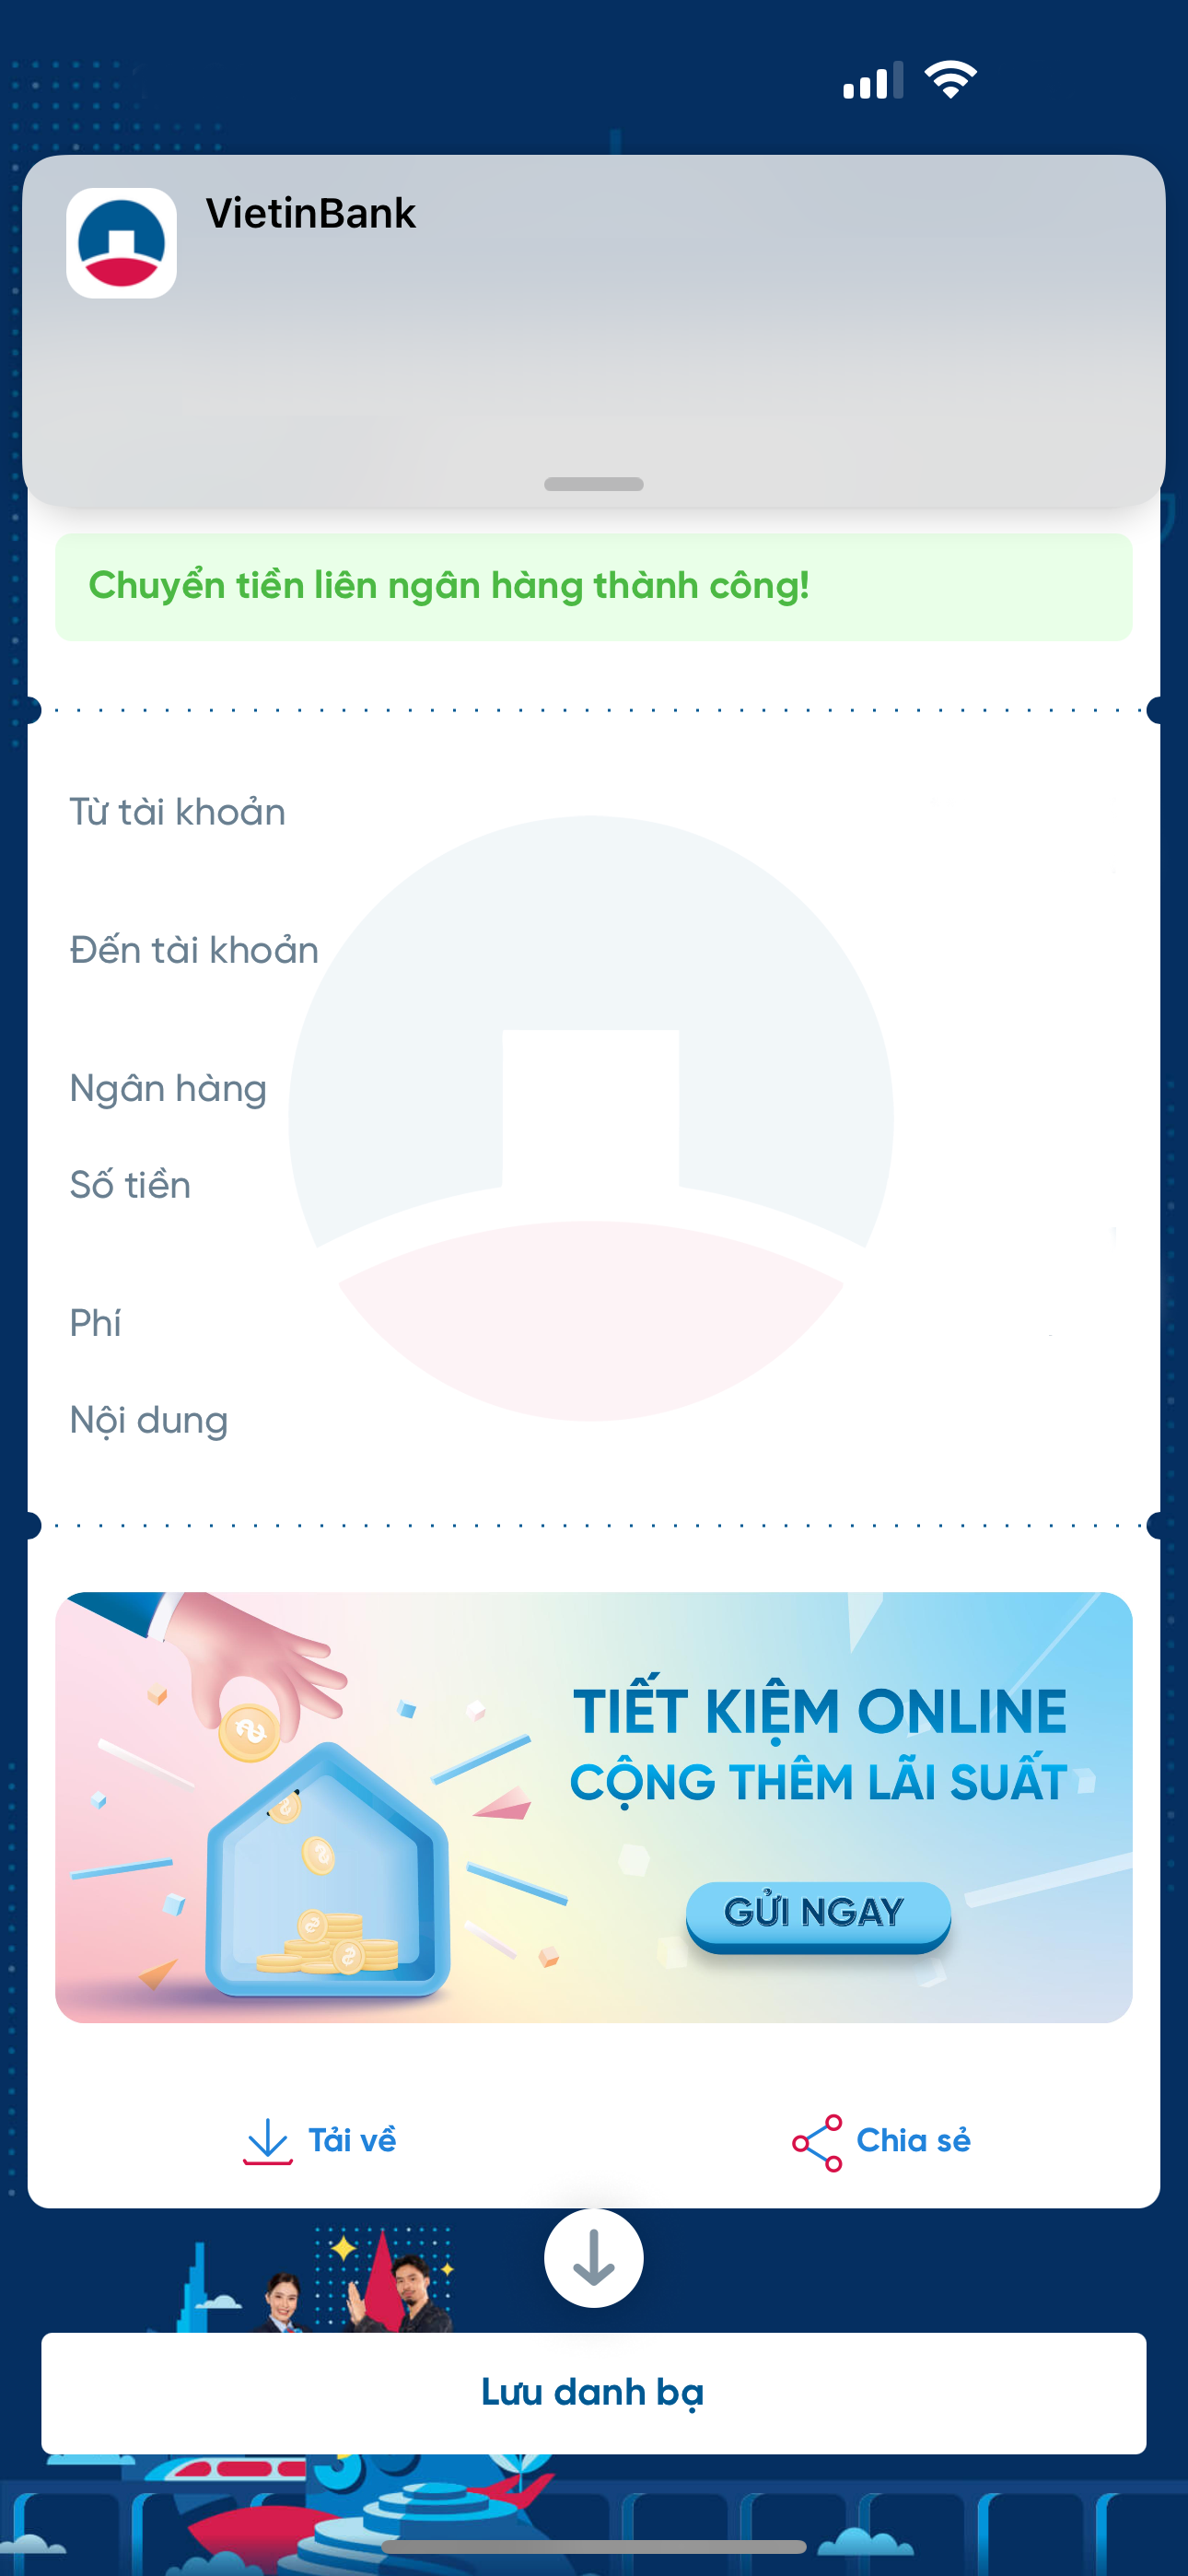 VietinBank
Chuyển tiền liên ngân hàng thành công!
Từ tài khoản
Đến tài khoản
Ngân hàng
Số tiền
Phí
Nội dung
TIẾT KIỆM ONLINE
CỘNG THÊM LÃI SUẤT
GỬI NGAY
Tải về
Chia sẻ
Lưu danh bạ